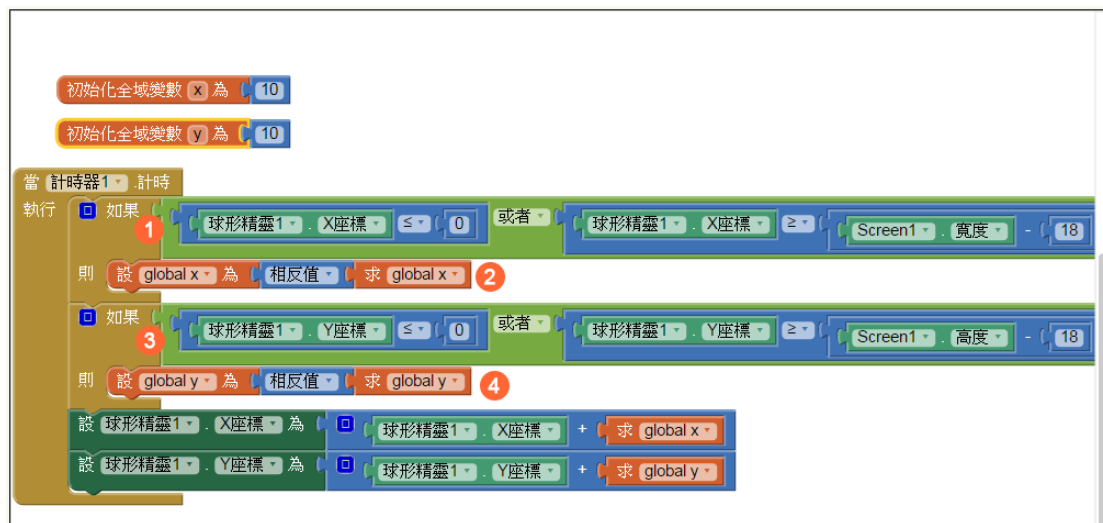 初始化全域變數 x 為 10
初始化全域變數 y 為 10
當 計時器1 .計時
執行 如果 1 球形精靈1 . X座標 ≤ 0 或者 球形精靈1 . X座標 ≥ Screen1 . 寬度 - 18
則 設 global x 為 相反值 求 global x 2
如果 3 球形精靈1 . Y座標 ≤ 0 或者 球形精靈1 . Y座標 ≥ Screen1 . 高度 - 18
則 設 global y 為 相反值 求 global y 4
設 球形精靈1 . X座標 為 球形精靈1 . X座標 + 求 global x
設 球形精靈1 . Y座標 為 球形精靈1 . Y座標 + 求 global y